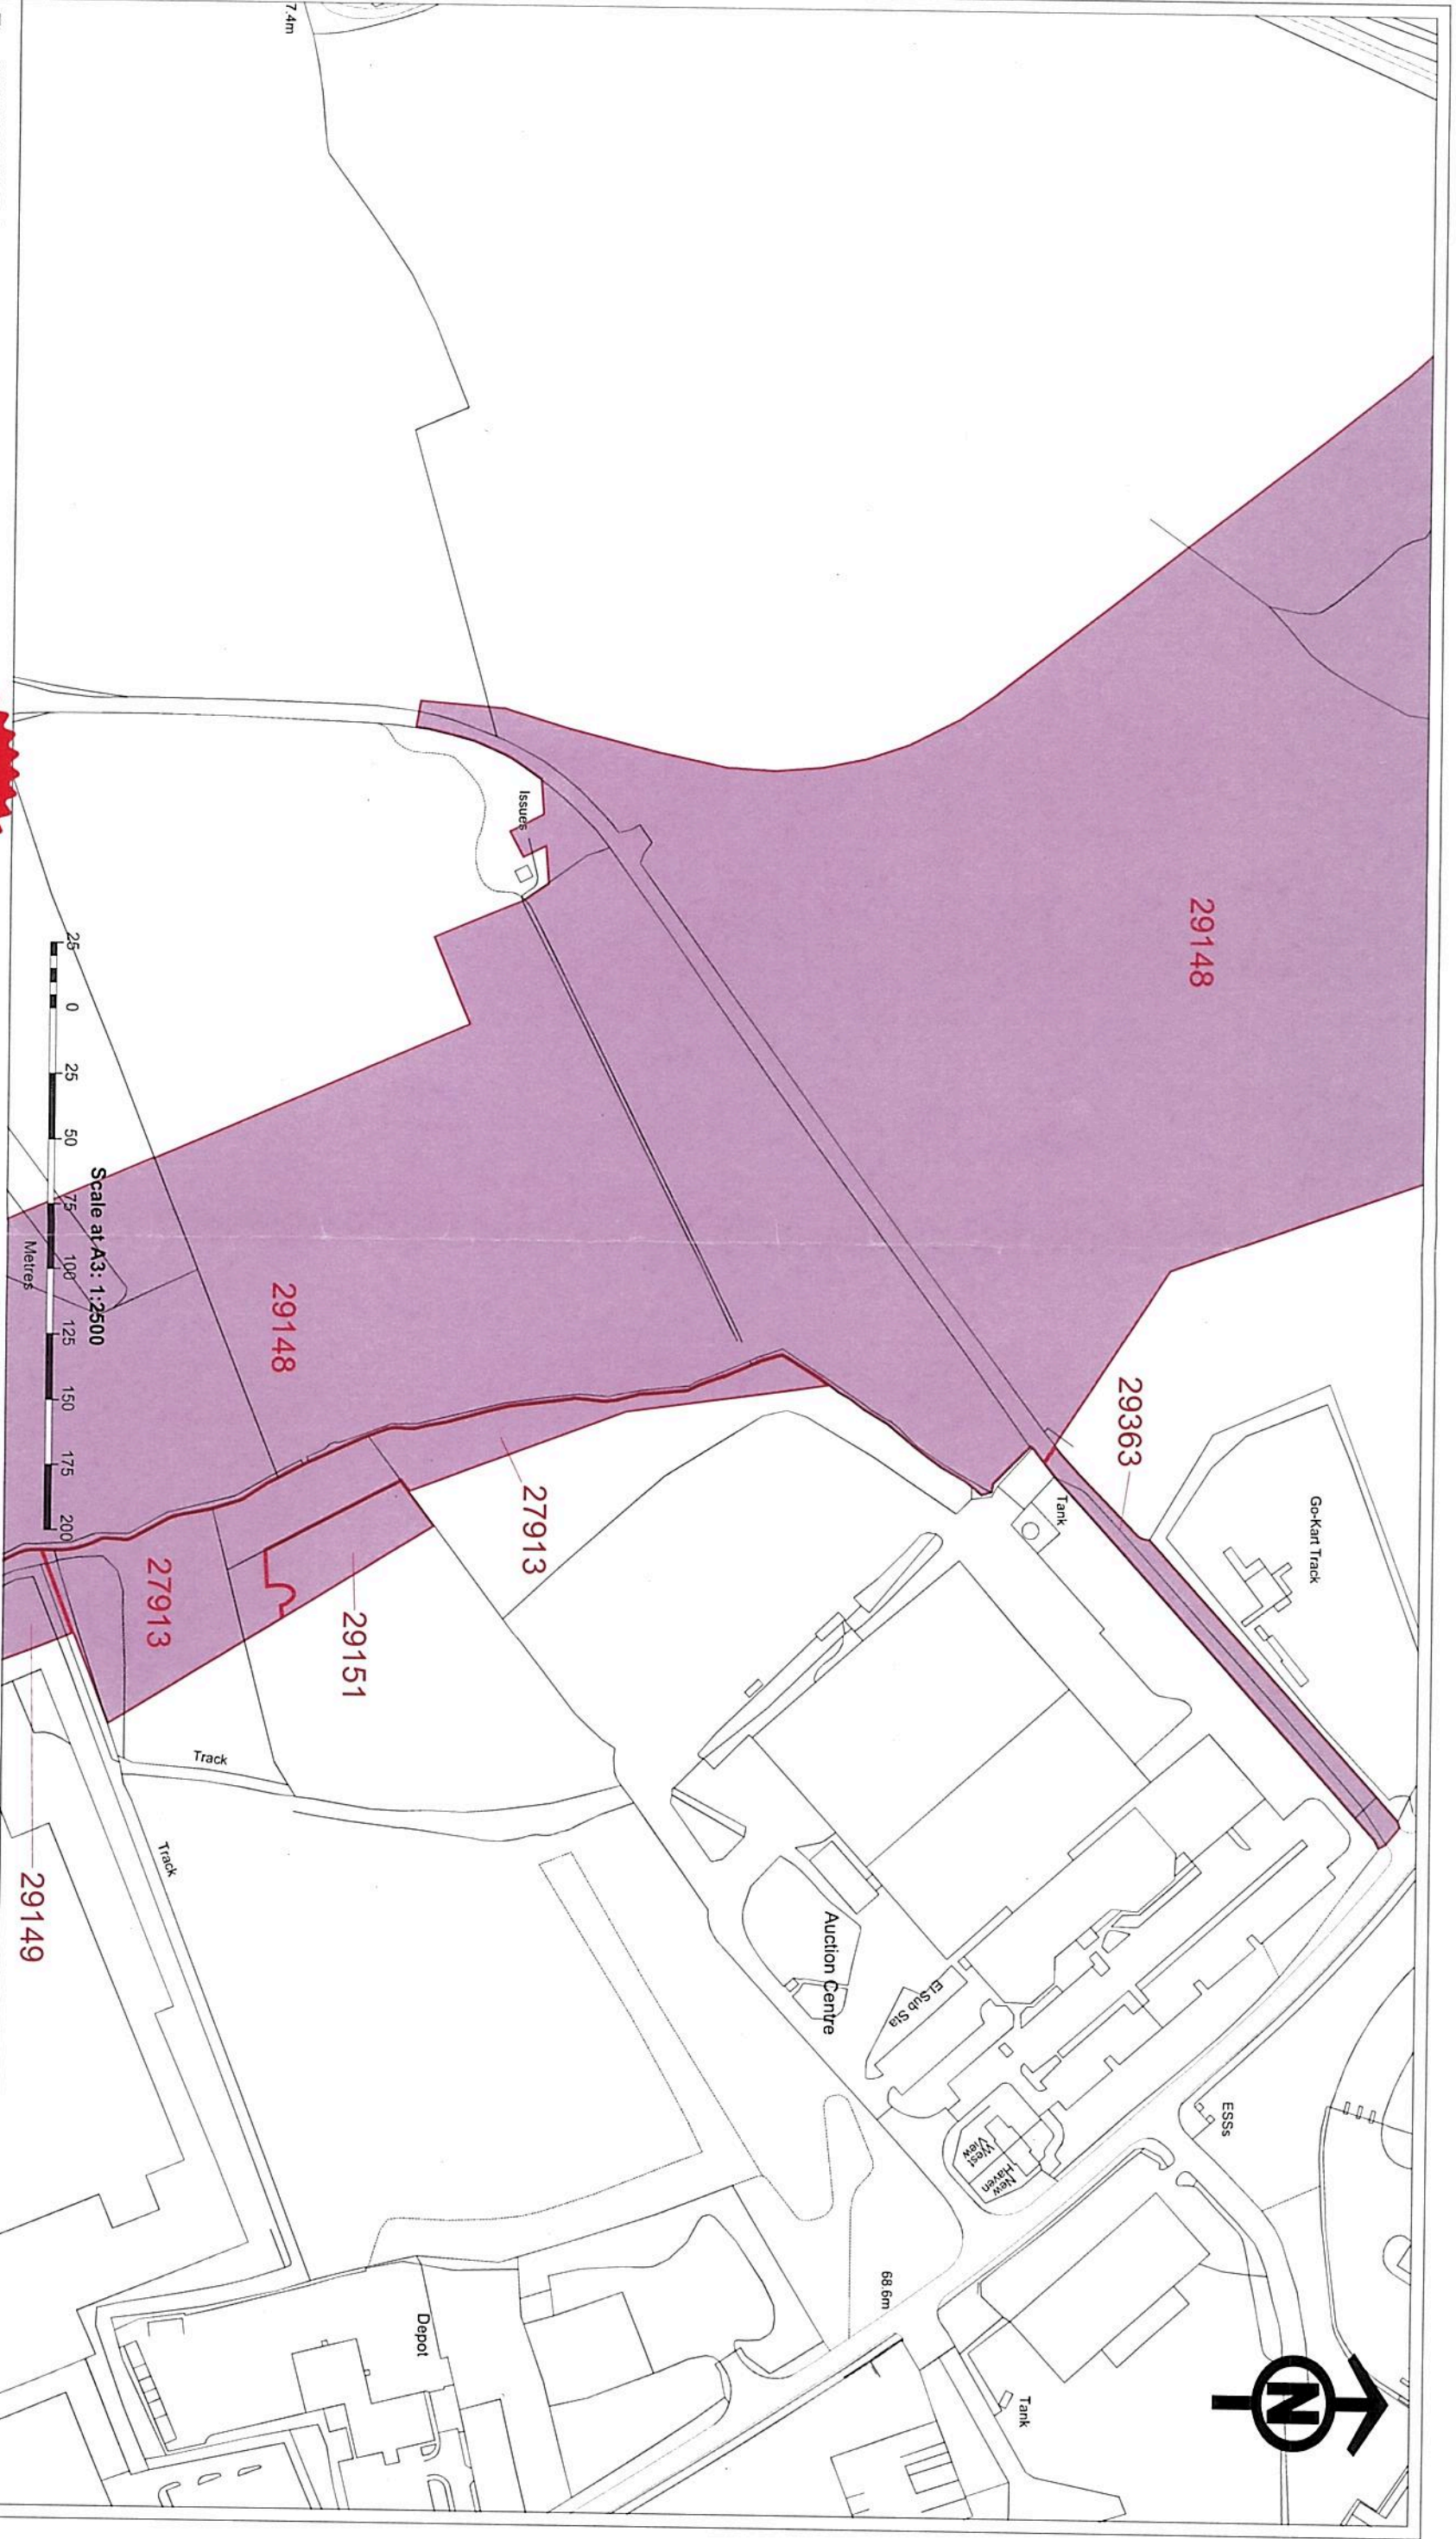 7.4m
29148
Issues
29363
Go-Kart Track
Tank
27913
29148
29151
27913
29149
Track
Track
Auction Centre
El Sub Sta
West
View
New
Haven
ESSs
68.6m
Tank
Depot
N
Scale at A3: 1:2500
25 0 25 50 75 100 125 150 175 200
Metres